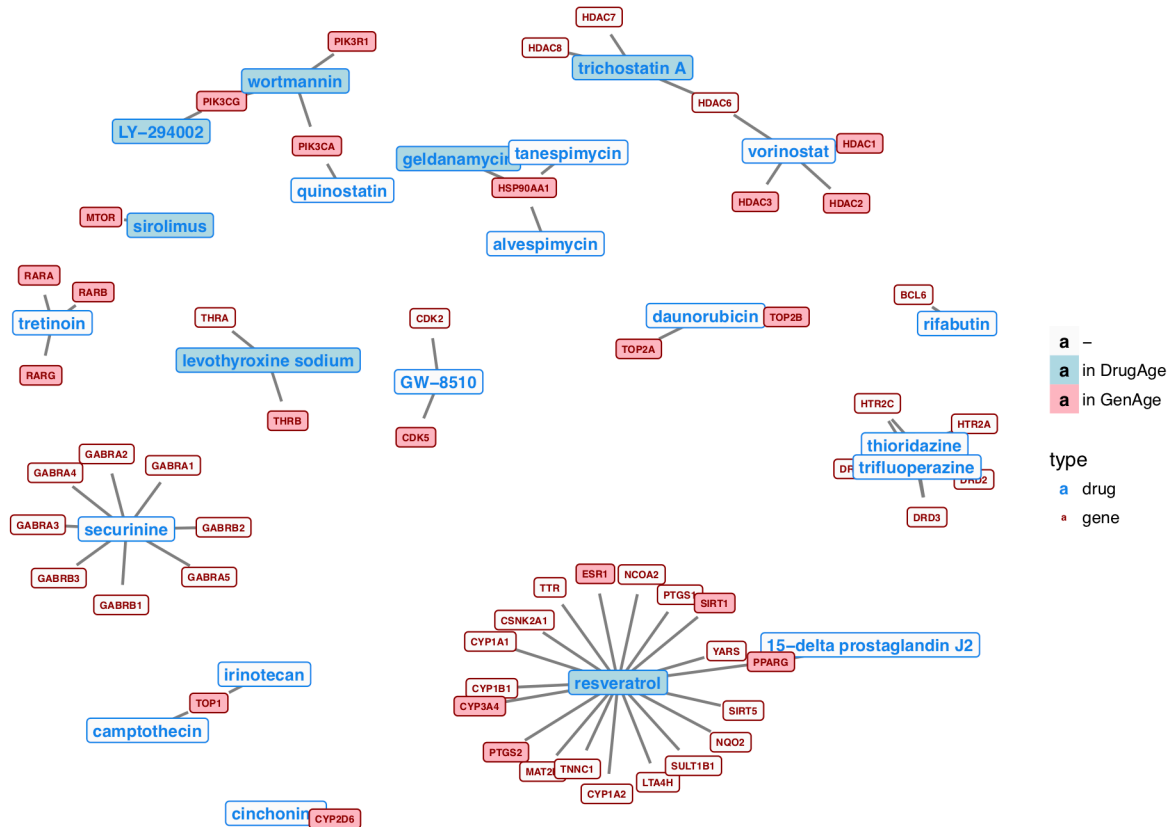 HDAC7
PIK3R1
HDAC8
trichostatin A
wortmannin
PIK3CG
HDAC6
LY−294002
PIK3CA
geldanamycin
tanespimycin
vorinostat
HDAC1
quinostatin
HSP90AA1
HDAC3
HDAC2
MTOR
sirolimus
alvespimycin
RARA
RARB
tretinoin
RARG
THRA
levothyroxine sodium
THRB
CDK2
GW−8510
CDK5
daunorubicin
TOP2B
TOP2A
BCL6
rifabutin
a –
a in DrugAge
a in GenAge
type
a drug
a gene
HTR2C
HTR2A
thioridazine
trifluoperazine
DRD2
DRD3
GABRA2
GABRA4
GABRA1
GABRA3
securinine
GABRB2
GABRB3
GABRA5
GABRB1
ESR1
NCOA2
TTR
PTGS1
SIRT1
CSNK2A1
CYP1A1
YARS
15−delta prostaglandin J2
PPARG
resveratrol
CYP1B1
CYP3A4
SIRT5
NQO2
PTGS2
TNNC1
SULT1B1
LTA4H
CYP1A2
irinotecan
TOP1
camptothecin
cinchonin
CYP2D6